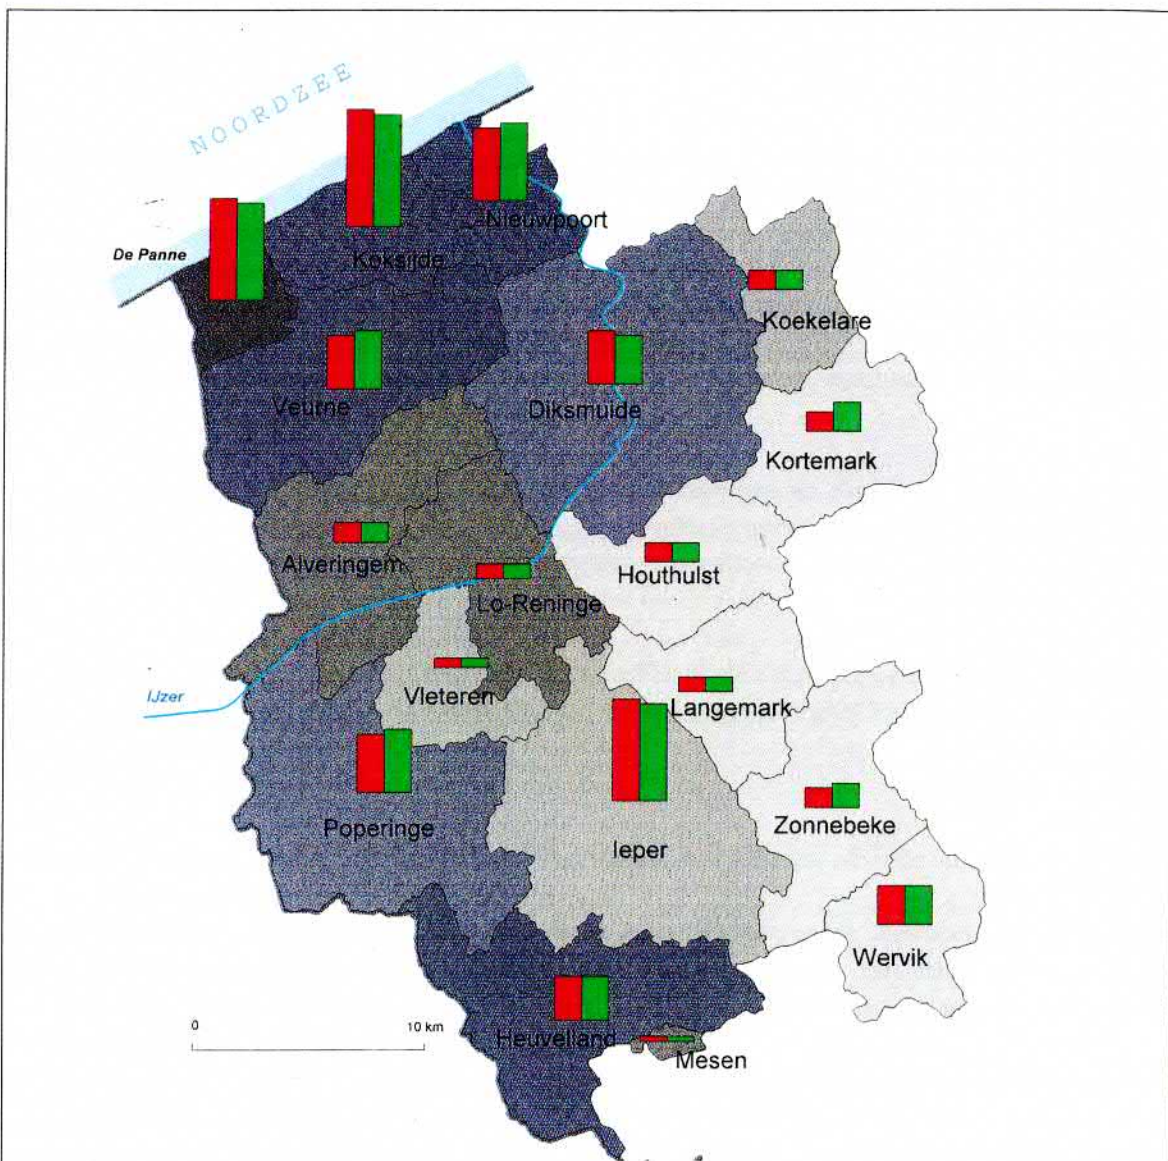 NOORDZEE
De Panne
Koksijde
Nieuwpoort
Koekelare
Veurne
Diksmuide
Kortemark
Alveringem
Lo-Reninge
Houthulst
Vleteren
Langemark
IJzer
Poperinge
Ieper
Zonnebeke
Wervik
0 10 km
Heuvelland
Mesen